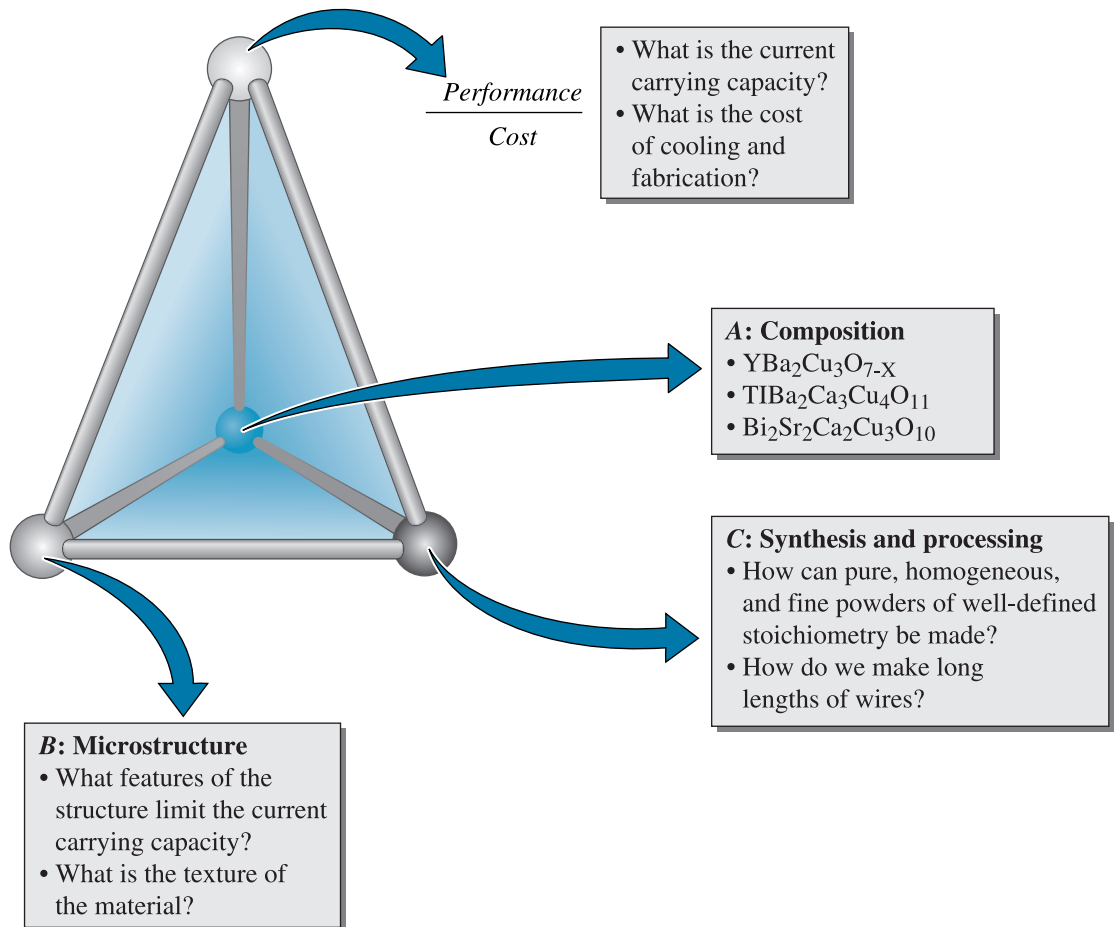 • What is the current
carrying capacity?
• What is the cost
of cooling and
fabrication?
Performance
Cost
A: Composition
• YBa₂Cu₃O₇₋ₓ
• TIBa₂Ca₃Cu₄O₁₁
• Bi₂Sr₂Ca₂Cu₃O₁₀
C: Synthesis and processing
• How can pure, homogeneous,
and fine powders of well-defined
stoichiometry be made?
• How do we make long
lengths of wires?
B: Microstructure
• What features of the
structure limit the current
carrying capacity?
• What is the texture of
the material?